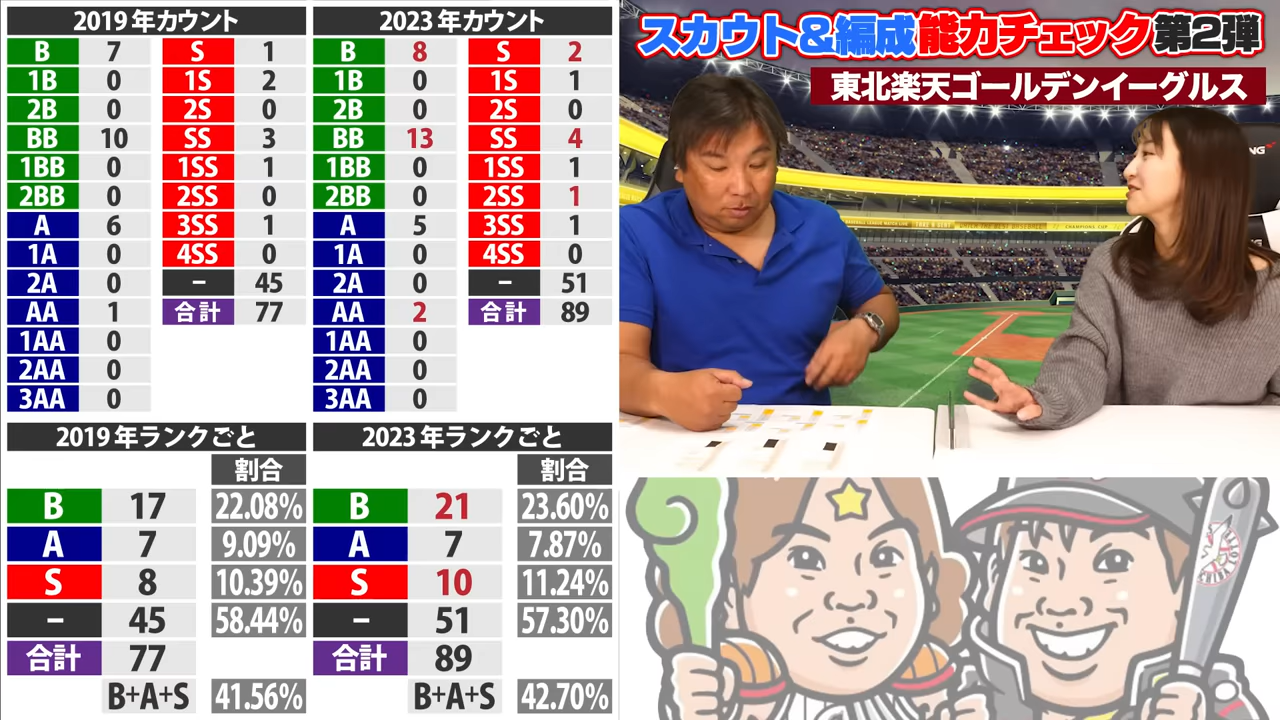 2019年カウント
B 7 S 1
1B 0 1S 2
2B 0 2S 0
BB 10 SS 3
1BB 0 1SS 1
2BB 0 2SS 0
A 6 3SS 1
1A 0 4SS 0
2A 0 − 45
AA 1 合計 77
1AA 0
2AA 0
3AA 0
2023年カウント
B 8 S 2
1B 0 1S 1
2B 0 2S 0
BB 13 SS 4
1BB 0 1SS 1
2BB 0 2SS 1
A 5 3SS 1
1A 0 4SS 0
2A 0 − 51
AA 2 合計 89
1AA 0
2AA 0
3AA 0
2019年ランクごと
割合
B 17 22.08%
A 7 9.09%
S 8 10.39%
− 45 58.44%
合計 77
B+A+S 41.56%
2023年ランクごと
割合
B 21 23.60%
A 7 7.87%
S 10 11.24%
− 51 57.30%
合計 89
B+A+S 42.70%
スカウト&編成能力チェック第2弾
東北楽天ゴールデンイーグルス